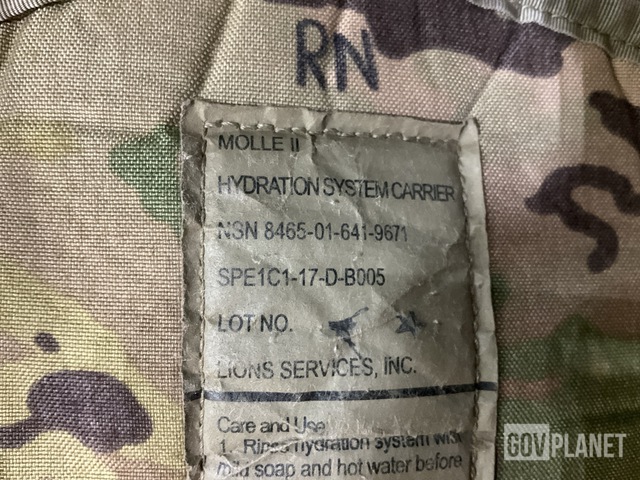 RN
MOLLE II
HYDRATION SYSTEM CARRIER
NSN 8465-01-641-9671
SPE1C1-17-D-B005
LOT NO.
LIONS SERVICES, INC.
Care and Use
1. Rinse hydration system with
mild soap and hot water before
GOVPLANET